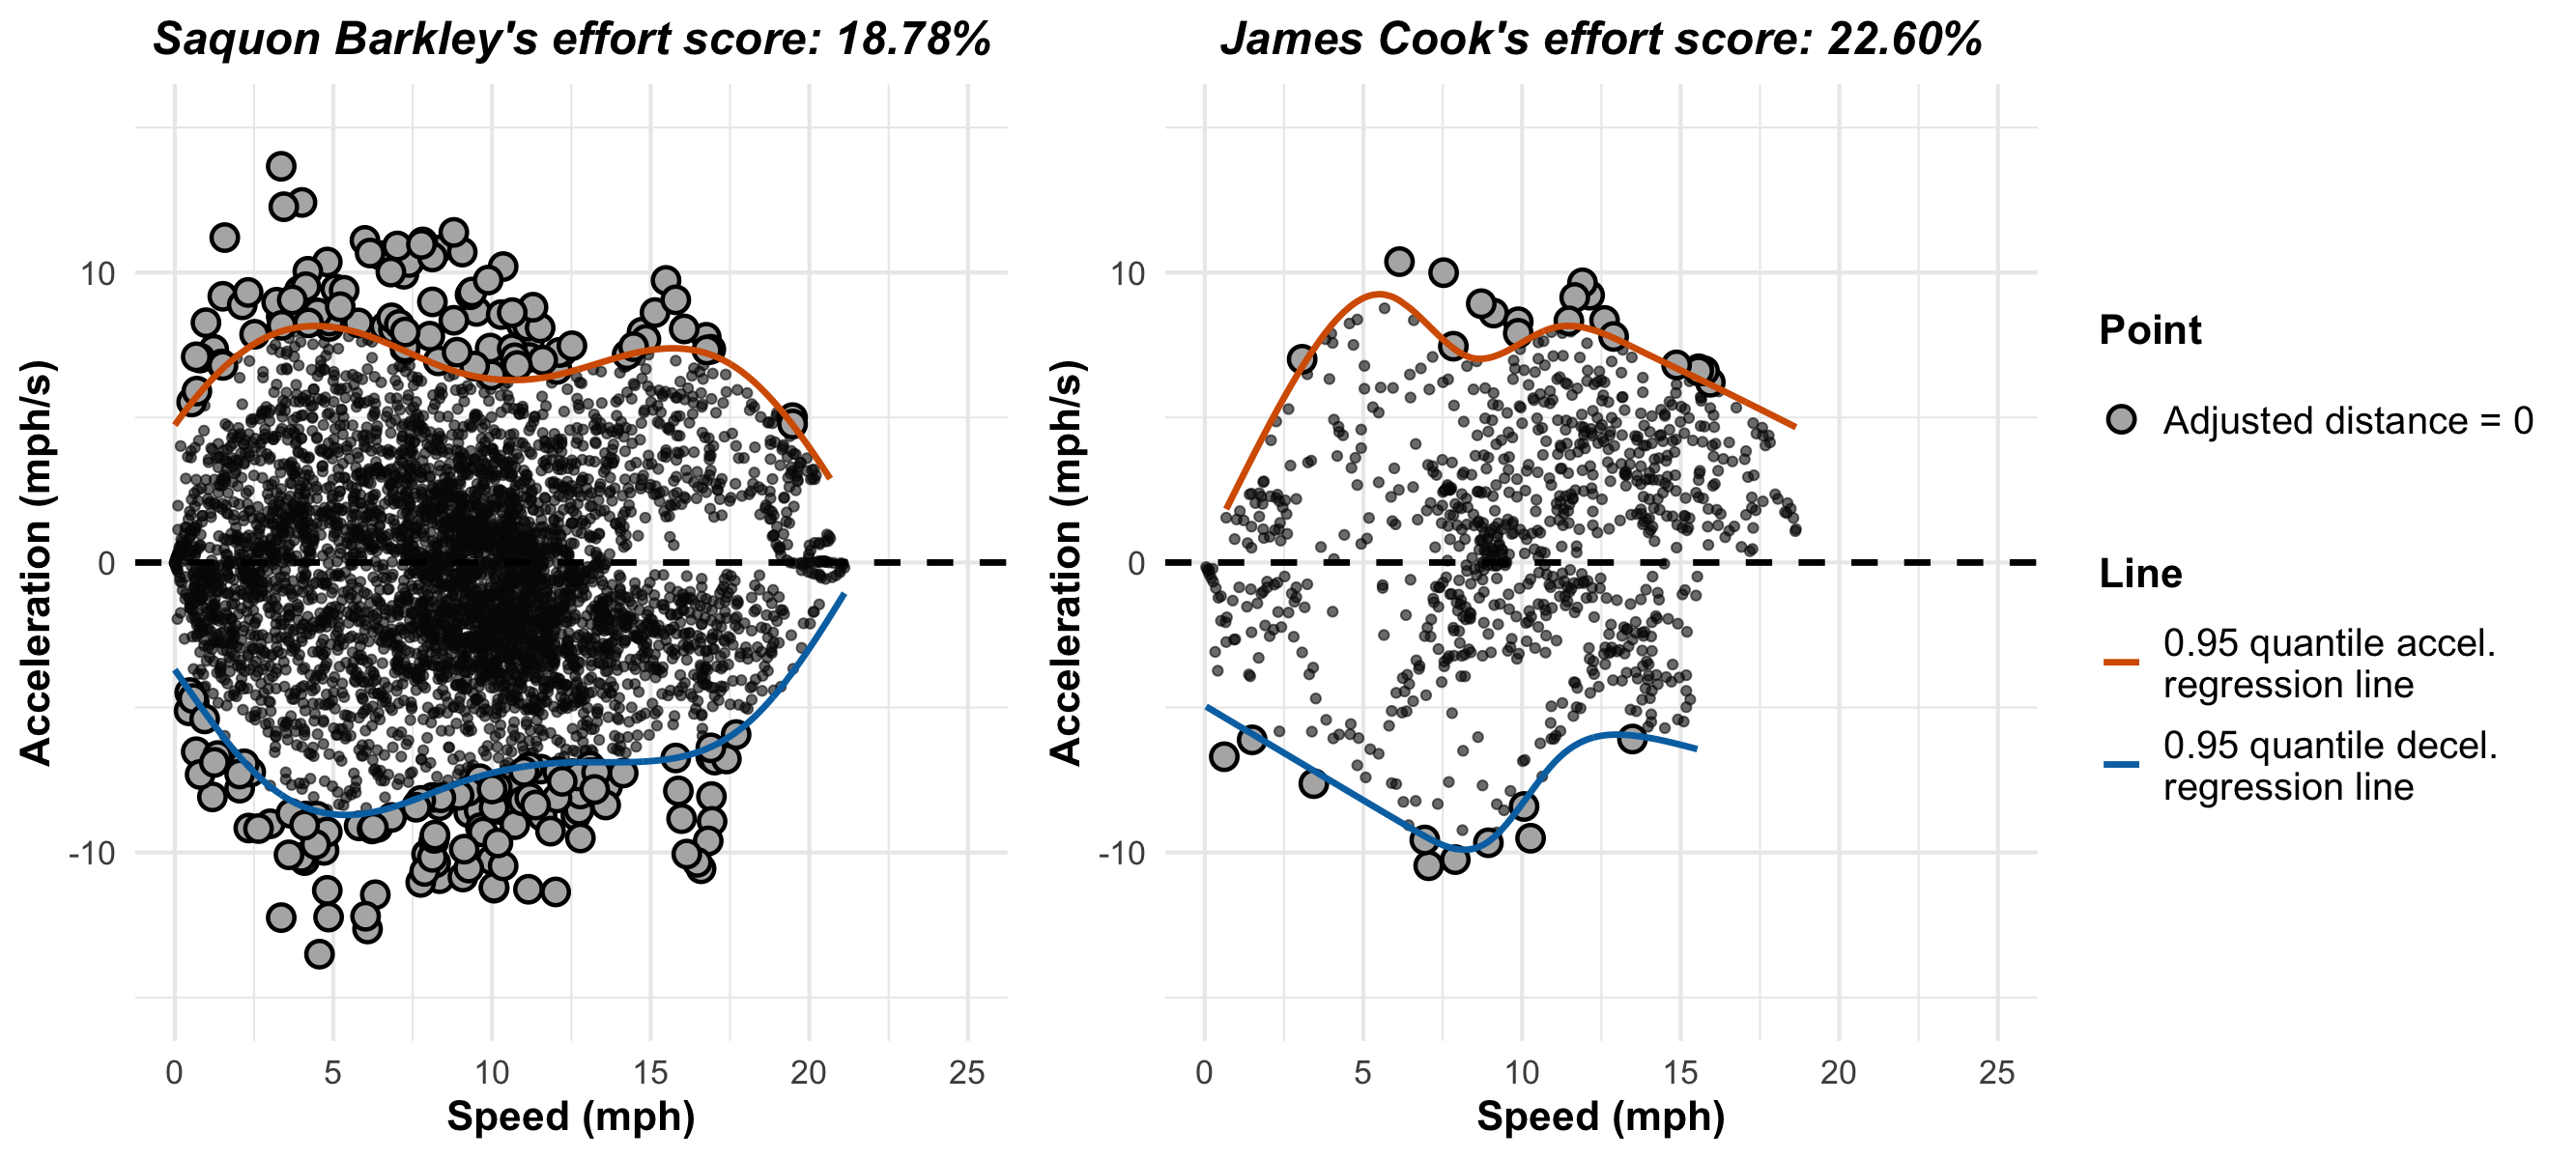 Saquon Barkley's effort score: 18.78%
Acceleration (mph/s)
10
0
-10
0 5 10 15 20 25
Speed (mph)
James Cook's effort score: 22.60%
Acceleration (mph/s)
10
0
-10
0 5 10 15 20 25
Speed (mph)
Point
Adjusted distance = 0
Line
0.95 quantile accel.
regression line
0.95 quantile decel.
regression line